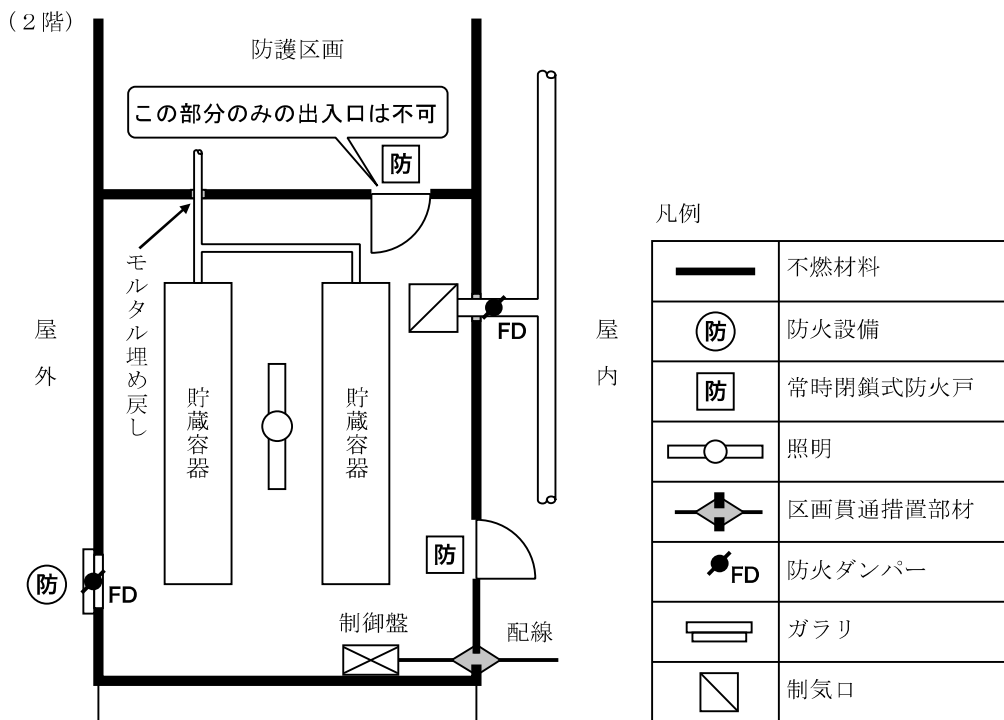 （２階）
防護区画
この部分のみの出入口は不可
防
モルタル埋め戻し
屋外
貯蔵容器
貯蔵容器
FD
屋内
防
防
FD
制御盤
配線
凡例
不燃材料
防
防火設備
防
常時閉鎖式防火戸
照明
区画貫通措置部材
FD
防火ダンパー
ガラリ
制気口